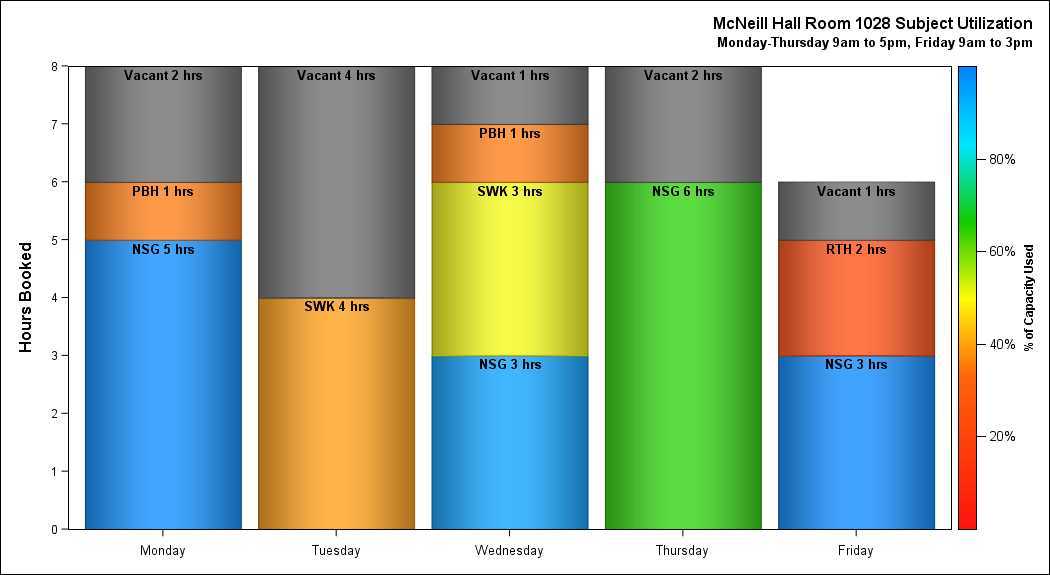 McNeill Hall Room 1028 Subject Utilization
Monday-Thursday 9am to 5pm, Friday 9am to 3pm
Hours Booked
8
7
6
5
4
3
2
1
0
Vacant 2 hrs
PBH 1 hrs
NSG 5 hrs
Vacant 4 hrs
SWK 4 hrs
Vacant 1 hrs
PBH 1 hrs
SWK 3 hrs
NSG 3 hrs
Vacant 2 hrs
NSG 6 hrs
Vacant 1 hrs
RTH 2 hrs
NSG 3 hrs
Monday
Tuesday
Wednesday
Thursday
Friday
80%
60%
40%
20%
% of Capacity Used